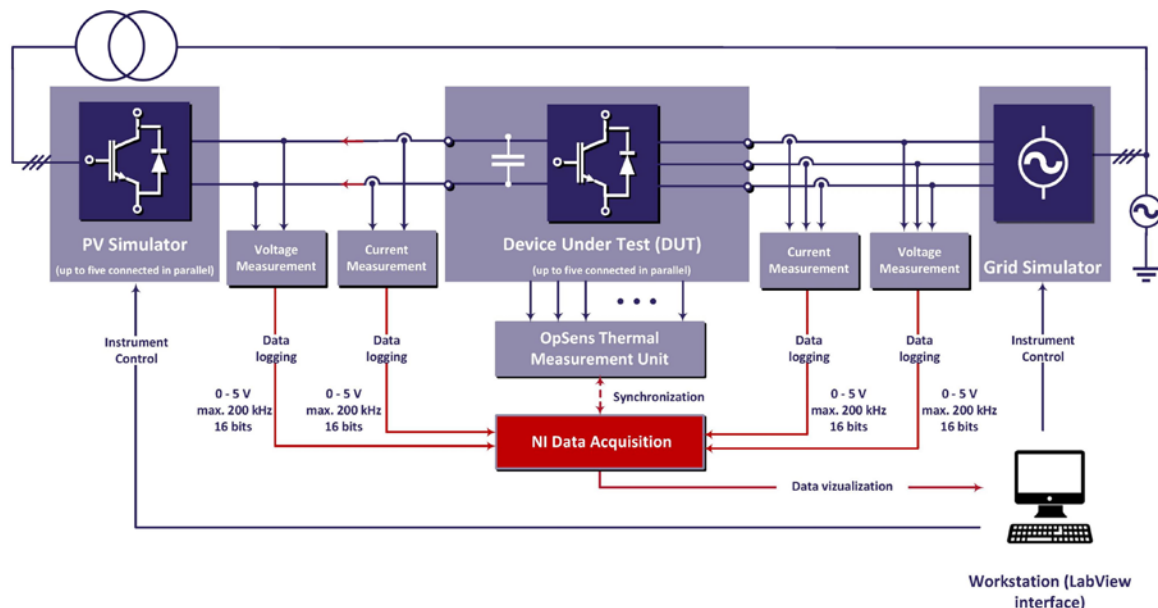 PV Simulator
(up to five connected in parallel)
Voltage
Measurement
Current
Measurement
Device Under Test (DUT)
(up to five connected in parallel)
Current
Measurement
Voltage
Measurement
Grid Simulator
OpSens Thermal
Measurement Unit
Instrument
Control
Data
logging
Data
logging
Data
logging
Data
logging
Instrument
Control
Synchronization
0 - 5 V
max. 200 kHz
16 bits
0 - 5 V
max. 200 kHz
16 bits
0 - 5 V
max. 200 kHz
16 bits
0 - 5 V
max. 200 kHz
16 bits
NI Data Acquisition
Data vizualization
Workstation (LabView
interface)